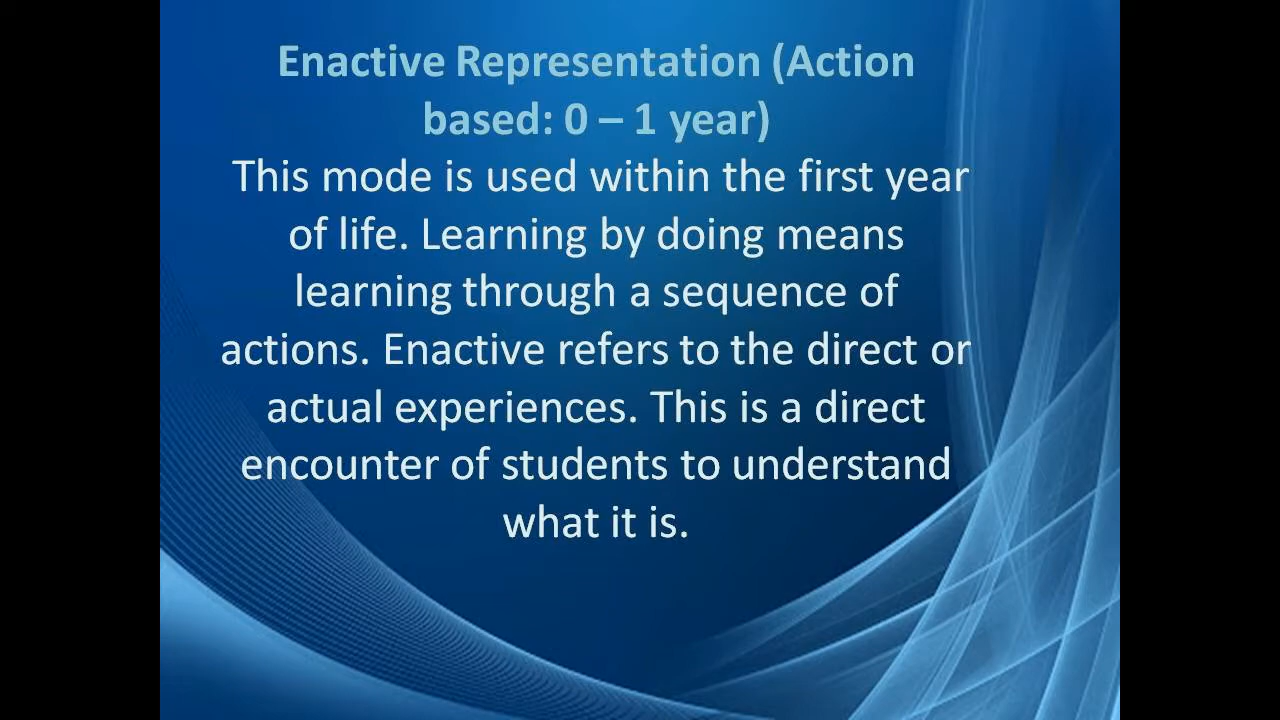 Enactive Representation (Action
based: 0 – 1 year)
This mode is used within the first year
of life. Learning by doing means
learning through a sequence of
actions. Enactive refers to the direct or
actual experiences. This is a direct
encounter of students to understand
what it is.